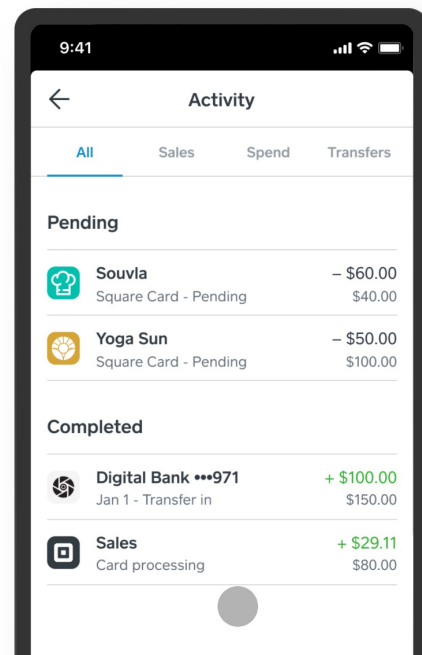 9:41
Activity
All Sales Spend Transfers
Pending
Souvla – $60.00
Square Card - Pending $40.00
Yoga Sun – $50.00
Square Card - Pending $100.00
Completed
Digital Bank •••971 + $100.00
Jan 1 - Transfer in $150.00
Sales + $29.11
Card processing $80.00